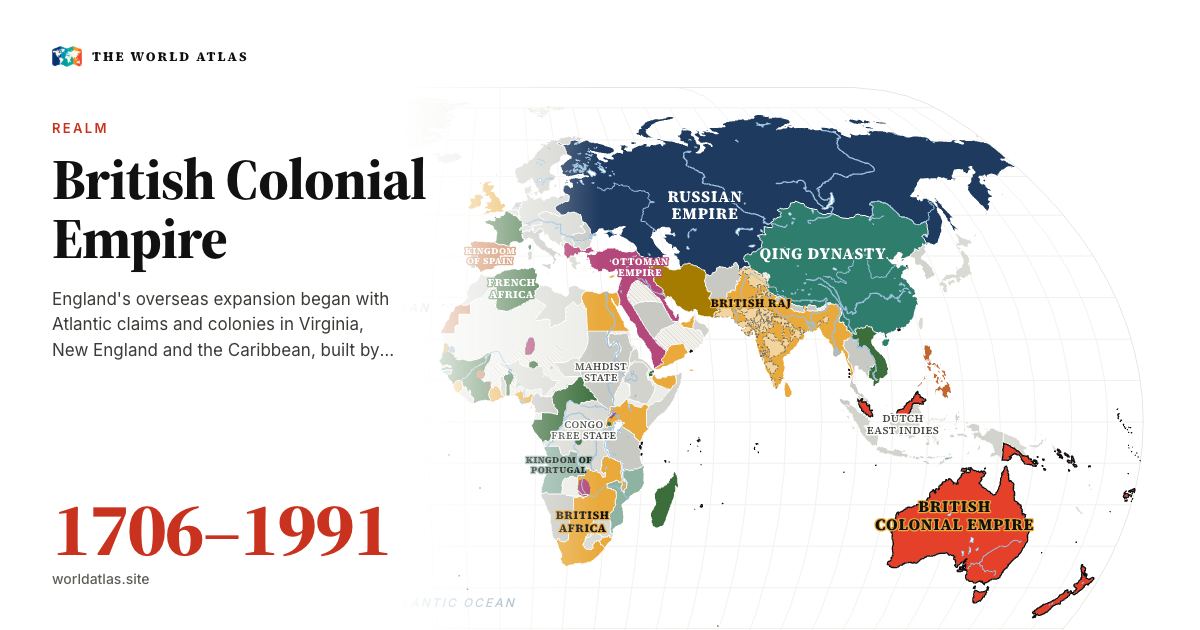 THE WORLD ATLAS
REALM
British Colonial
Empire
England's overseas expansion began with
Atlantic claims and colonies in Virginia,
New England and the Caribbean, built by...
1706–1991
worldatlas.site
RUSSIAN
EMPIRE
QING DYNASTY
KINGDOM
OF SPAIN
OTTOMAN
EMPIRE
FRENCH
AFRICA
BRITISH RAJ
MAHDIST
STATE
CONGO
FREE STATE
DUTCH
EAST INDIES
KINGDOM OF
PORTUGAL
BRITISH
AFRICA
BRITISH
COLONIAL EMPIRE
ANTIC OCEAN